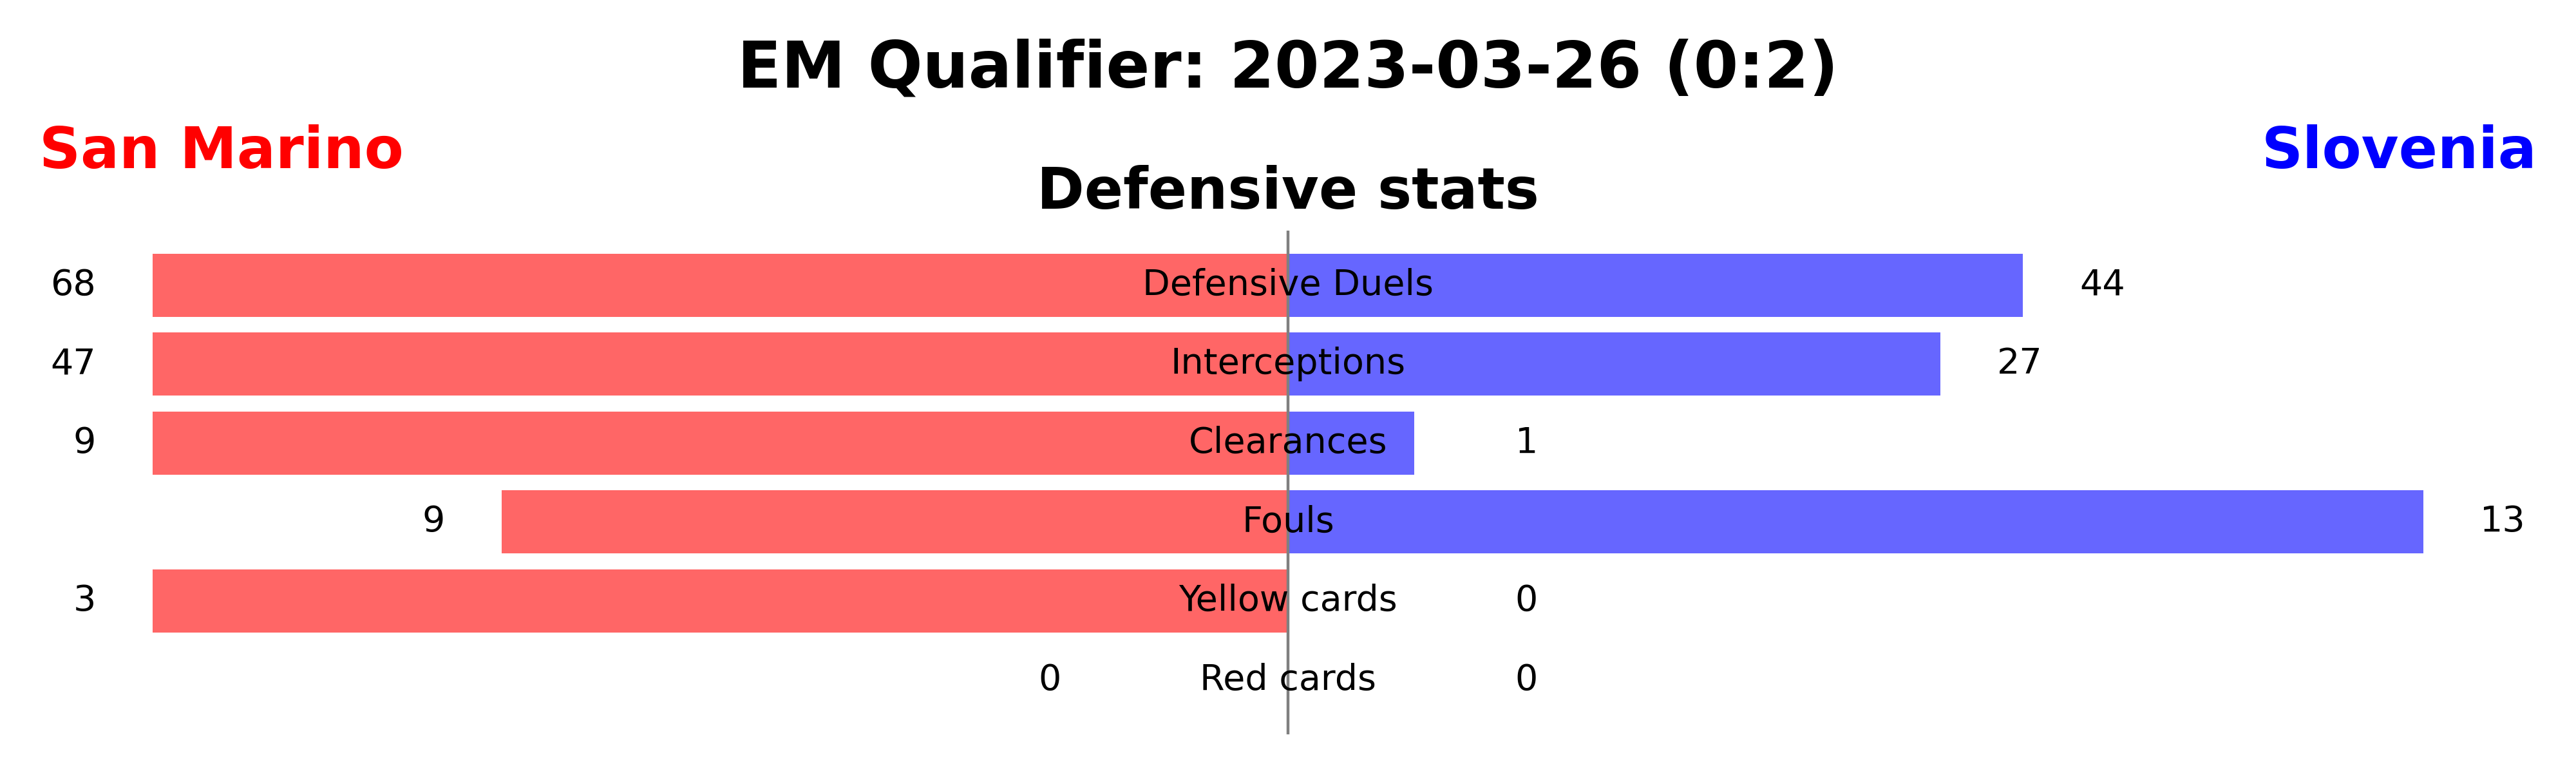 EM Qualifier: 2023-03-26 (0:2)
San Marino
Slovenia
Defensive stats
68 Defensive Duels 44
47 Interceptions 27
9 Clearances 1
9 Fouls 13
3 Yellow cards 0
0 Red cards 0